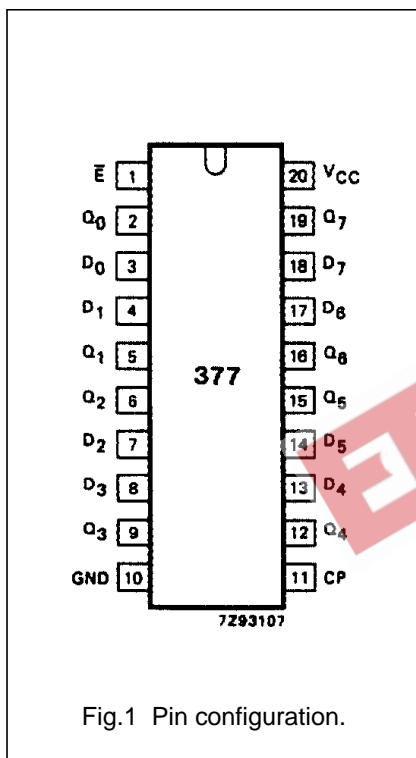 E̅ 1 20 VCC
Q0 2 19 Q7
D0 3 18 D7
D1 4 17 D6
Q1 5 16 Q6
377
Q2 6 15 Q5
D2 7 14 D5
D3 8 13 D4
Q3 9 12 Q4
GND 10 11 CP
7Z93107
Fig.1 Pin configuration.